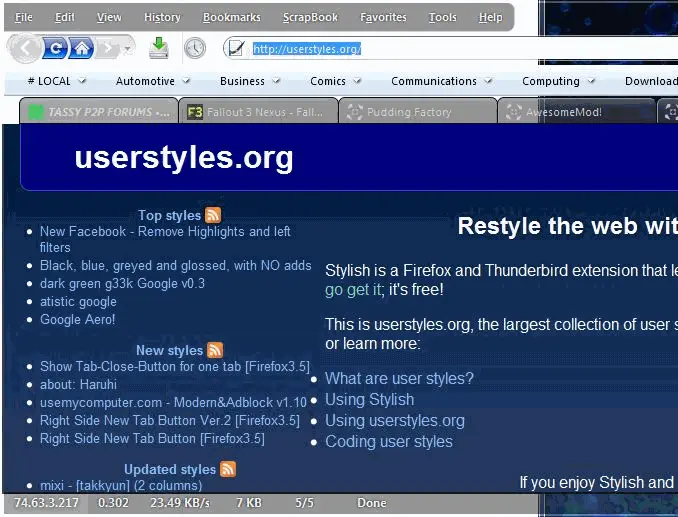 File Edit View History Bookmarks ScrapBook Favorites Tools Help
http://userstyles.org/
# LOCAL Automotive Business Comics Communications Computing Download
TASSY P2P FORUMS - ... F3 Fallout 3 Nexus - Fall... Pudding Factory AwesomeMod!
userstyles.org
Top styles
New Facebook - Remove Highlights and left
filters
Black, blue, greyed and glossed, with NO adds
dark green g33k Google v0.3
atistic google
Google Aero!
New styles
Show Tab-Close-Button for one tab [Firefox3.5]
about: Haruhi
usemycomputer.com - Modern&Adblock v1.10
Right Side New Tab Button Ver.2 [Firefox3.5]
Right Side New Tab Button [Firefox3.5]
Updated styles
mixi - [takkyun] (2 columns)
Restyle the web wit
Stylish is a Firefox and Thunderbird extension that le
go get it; it's free!
This is userstyles.org, the largest collection of user s
or learn more:
What are user styles?
Using Stylish
Using userstyles.org
Coding user styles
If you enjoy Stylish and
74.63.3.217 0.302 23.49 KB/s 7 KB 5/5 Done